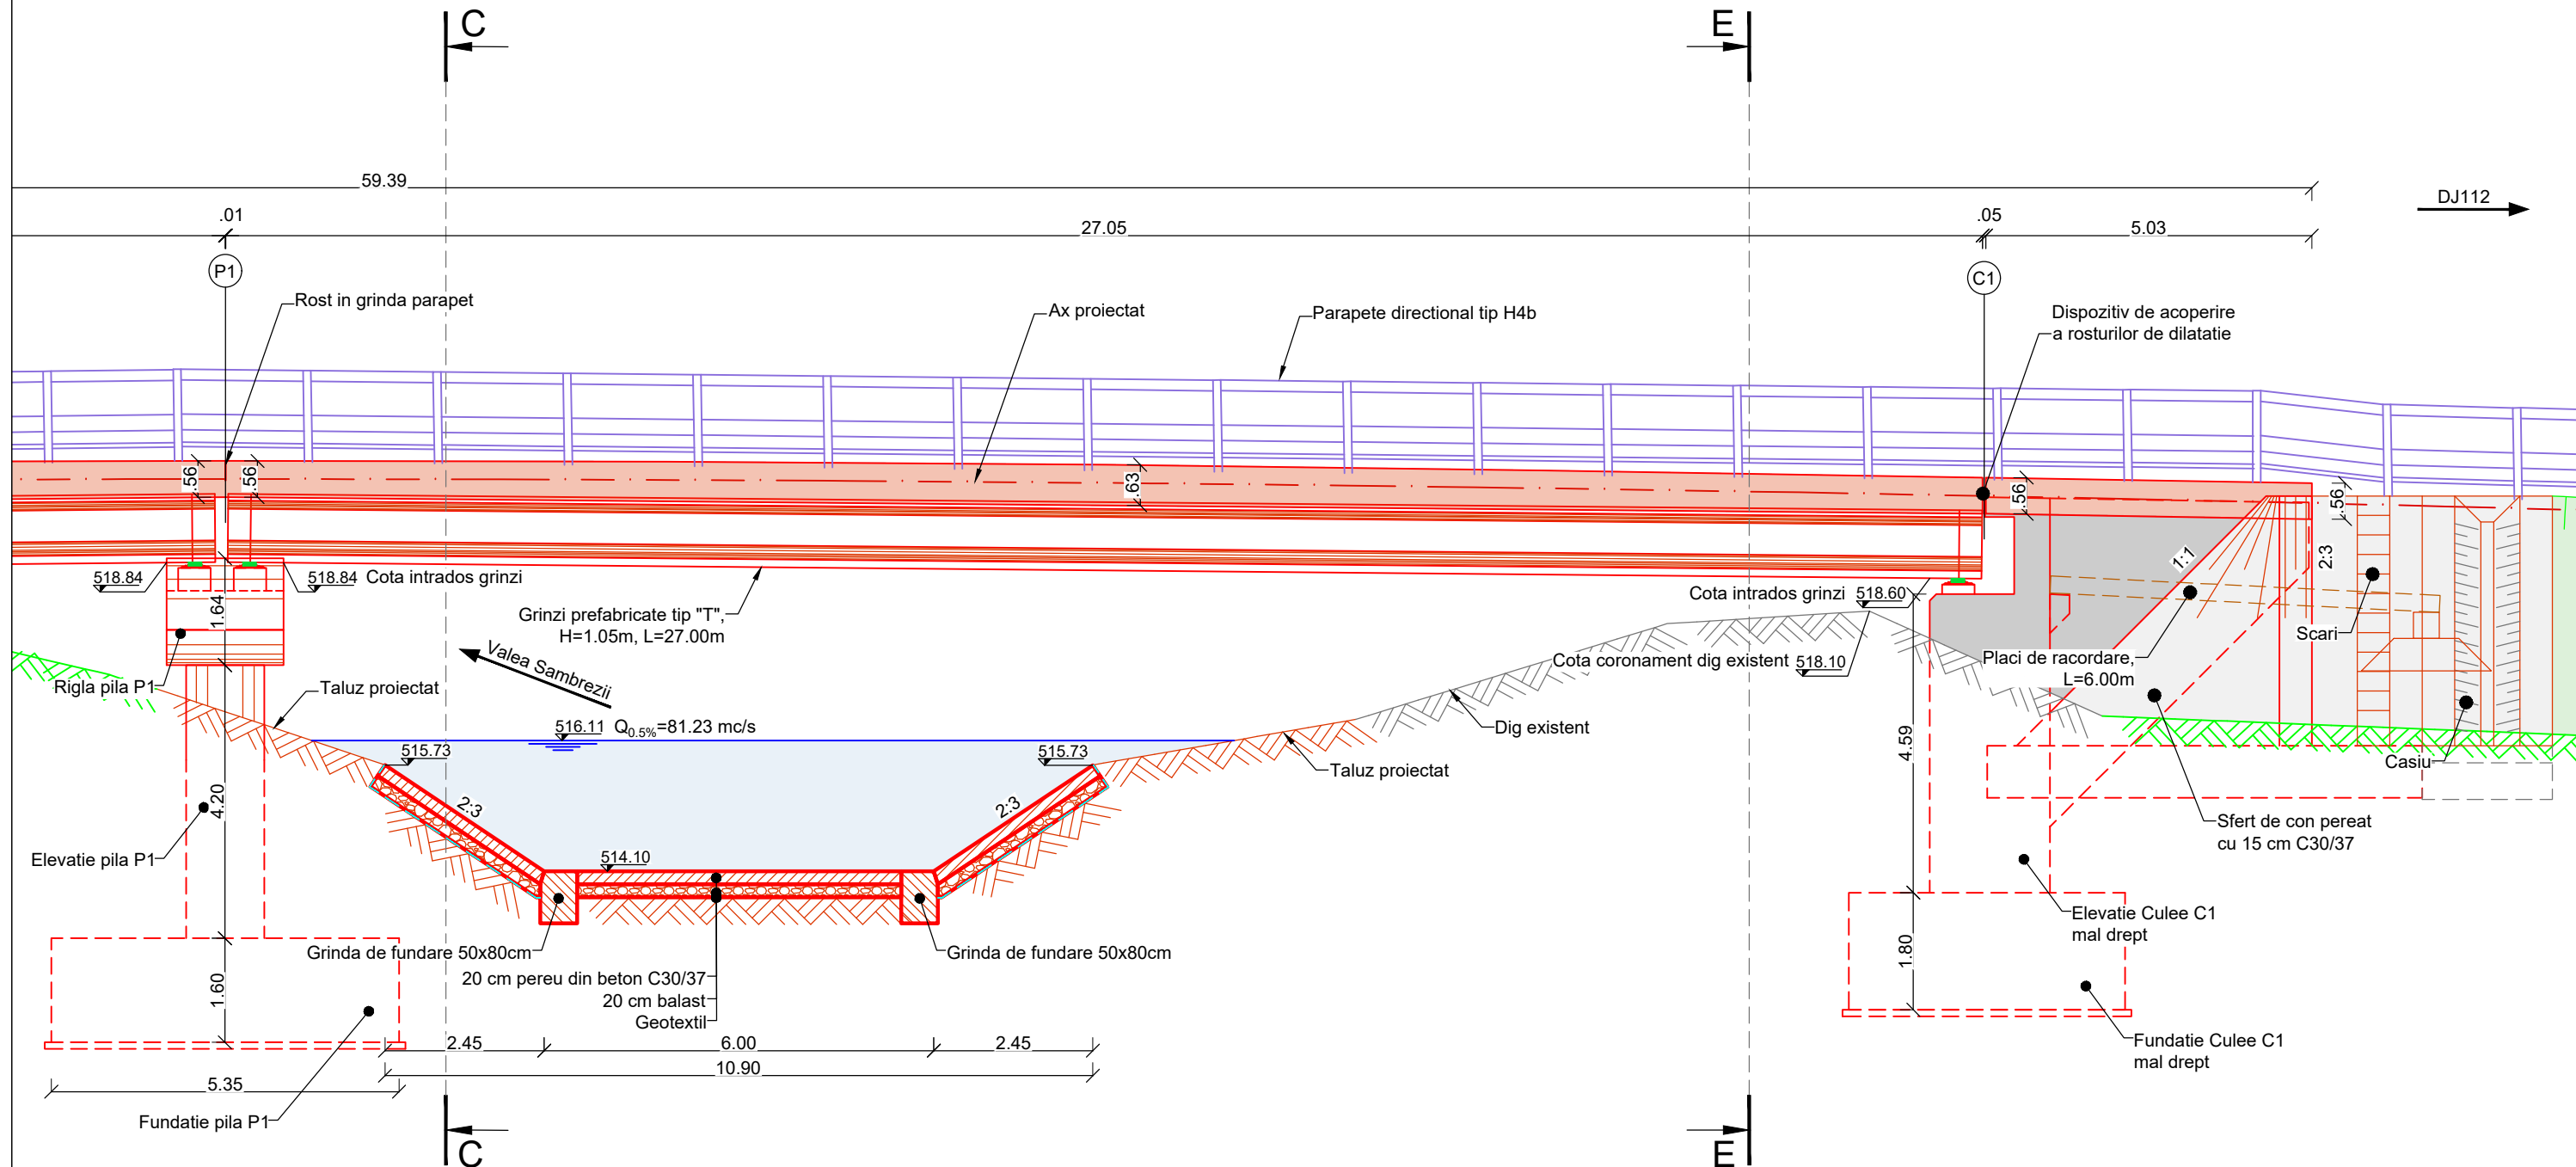 C
E
59.39
DJ112
.01
27.05
.05
5.03
P1
C1
Rost in grinda parapet
Ax proiectat
Parapete directional tip H4b
Dispozitiv de acoperire
a rosturilor de dilatatie
.56
.56
.63
.56
.56
1:1
2:3
518.84
518.84
Cota intrados grinzi
1.64
Grinzi prefabricate tip "T",
H=1.05m, L=27.00m
Cota intrados grinzi
518.60
Scari
Valea Sambrezii
Cota coronament dig existent
518.10
Placi de racordare,
L=6.00m
Rigla pila P1
Taluz proiectat
516.11
Q0.5%=81.23 mc/s
Dig existent
515.73
515.73
4.59
Taluz proiectat
Casiu
4.20
2:3
2:3
Sfert de con pereat
cu 15 cm C30/37
Elevatie pila P1
514.10
Elevatie Culee C1
mal drept
Grinda de fundare 50x80cm
Grinda de fundare 50x80cm
1.80
20 cm pereu din beton C30/37
20 cm balast
Geotextil
1.60
2.45
6.00
2.45
Fundatie Culee C1
mal drept
10.90
5.35
Fundatie pila P1
C
E